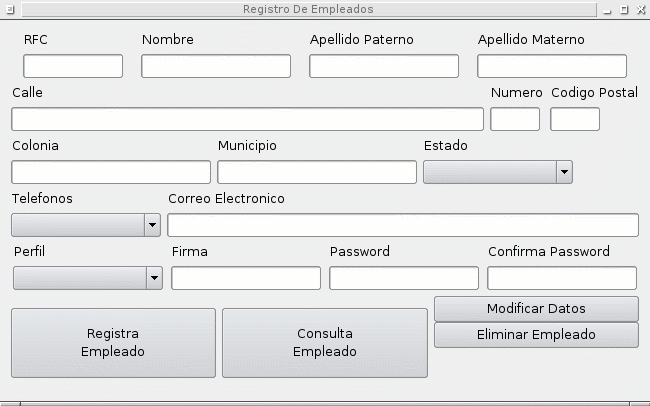 Registro De Empleados
RFC Nombre Apellido Paterno Apellido Materno
Calle Numero Codigo Postal
Colonia Municipio Estado
Telefonos Correo Electronico
Perfil Firma Password Confirma Password
Registra
Empleado
Consulta
Empleado
Modificar Datos
Eliminar Empleado